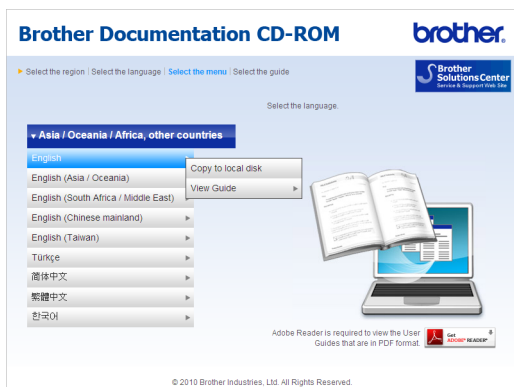 Brother Documentation CD-ROM
brother.
Select the region | Select the language | Select the menu | Select the guide
Brother
SolutionsCenter
Service & Support Web Site
Select the language.
Asia / Oceania / Africa, other countries
English
Copy to local disk
English (Asia / Oceania)
View Guide
English (South Africa / Middle East)
English (Chinese mainland)
English (Taiwan)
Türkçe
简体中文
繁體中文
한국어
Adobe Reader is required to view the User
Guides that are in PDF format.
Get
ADOBE® READER®
© 2010 Brother Industries, Ltd. All Rights Reserved.